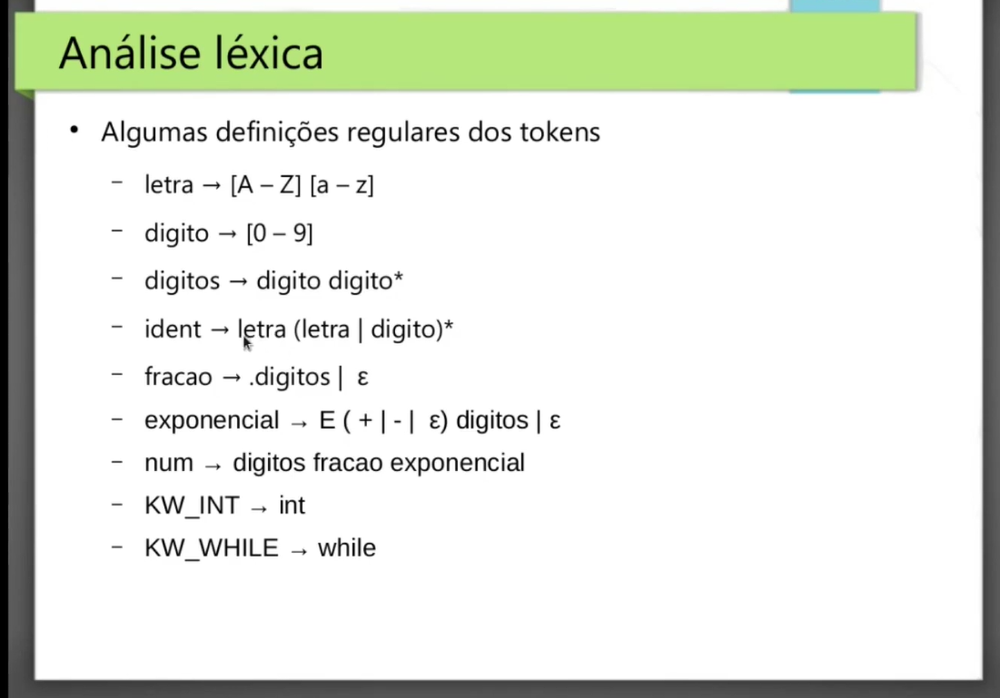 Análise léxica
• Algumas definições regulares dos tokens
– letra → [A – Z] [a – z]
– digito → [0 – 9]
– digitos → digito digito*
– ident → letra (letra | digito)*
– fracao → .digitos | ε
– exponencial → E ( + | - | ε) digitos | ε
– num → digitos fracao exponencial
– KW_INT → int
– KW_WHILE → while